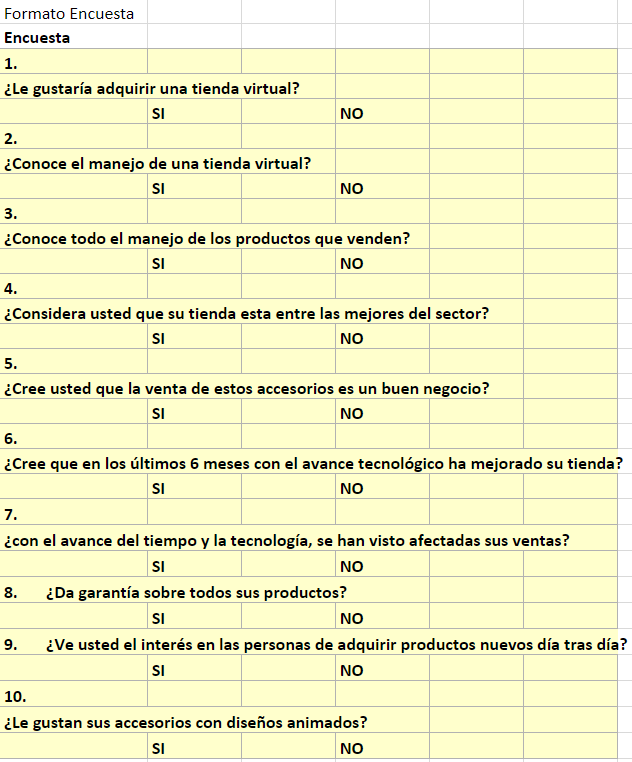 Formato Encuesta
Encuesta
1.
¿Le gustaría adquirir una tienda virtual?
SI NO
2.
¿Conoce el manejo de una tienda virtual?
SI NO
3.
¿Conoce todo el manejo de los productos que venden?
SI NO
4.
¿Considera usted que su tienda esta entre las mejores del sector?
SI NO
5.
¿Cree usted que la venta de estos accesorios es un buen negocio?
SI NO
6.
¿Cree que en los últimos 6 meses con el avance tecnológico ha mejorado su tienda?
SI NO
7.
¿con el avance del tiempo y la tecnología, se han visto afectadas sus ventas?
SI NO
8. ¿Da garantía sobre todos sus productos?
SI NO
9. ¿Ve usted el interés en las personas de adquirir productos nuevos día tras día?
SI NO
10.
¿Le gustan sus accesorios con diseños animados?
SI NO